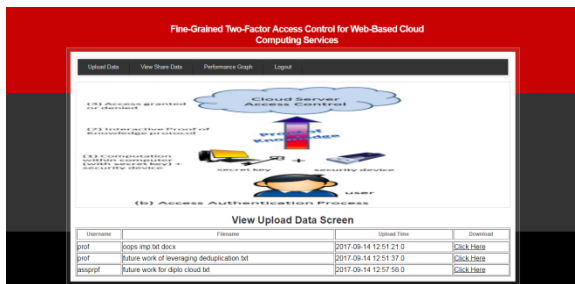 Fine-Grained Two-Factor Access Control for Web-Based Cloud
Computing Services
Upload Data View Share Data Performance Graph Logout
Cloud Server
Access Control
(3) Access granted
or denied
(2) Interactive Proof of
Knowledge protocol
Proof of
Knowledge
(1) Computation
within computer
(with secret key) +
security device
secret key
+
security device
user
(b) Access Authentication Process
View Upload Data Screen
Username Filename Upload Time Download
prof oops imp.txt.docx 2017-09-14 12:51:21.0 Click Here
prof future work of leveraging deduplication.txt 2017-09-14 12:51:37.0 Click Here
assprpf future work for diplo cloud.txt 2017-09-14 12:57:58.0 Click Here